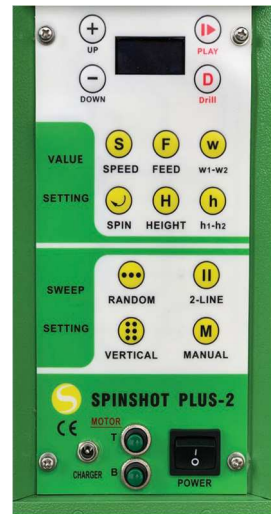 +
UP
PLAY
−
DOWN
D
Drill
VALUE
SETTING
S
SPEED
F
FEED
w
w1-w2
SPIN
H
HEIGHT
h
h1-h2
SWEEP
SETTING
RANDOM
II
2-LINE
VERTICAL
M
MANUAL
S SPINSHOT PLUS-2
CE
MOTOR
T
CHARGER
B
I
O
POWER